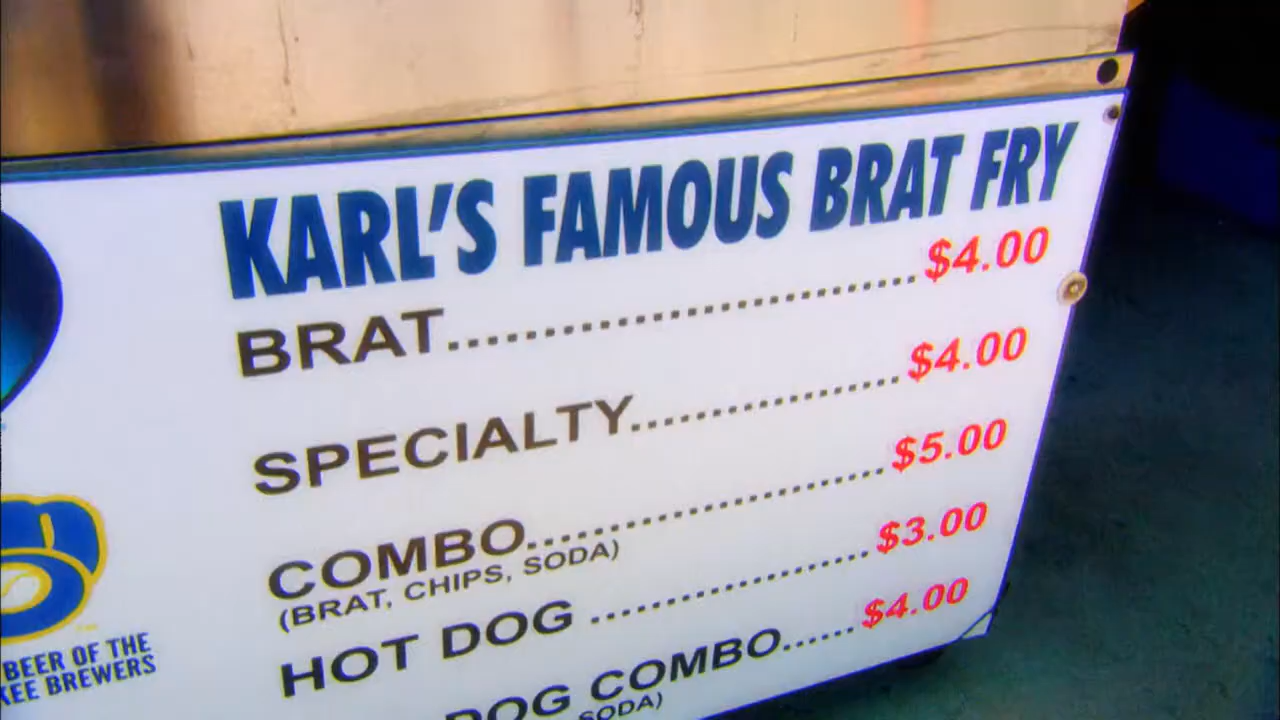 KARL'S FAMOUS BRAT FRY
BRAT........................................$4.00
SPECIALTY.......................$4.00
COMBO..............................$5.00
(BRAT, CHIPS, SODA)
HOT DOG .......................$3.00
DOG COMBO......$4.00
SODA)
BEER OF THE
BREWERS